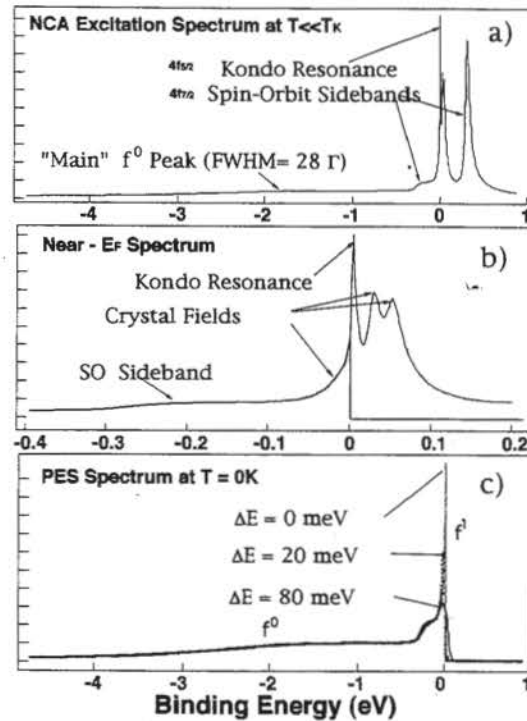 NCA Excitation Spectrum at T<<TK
a)
4f5/2 Kondo Resonance
4f7/2 Spin-Orbit Sidebands
"Main" f⁰ Peak (FWHM= 28 Γ)
-4 -3 -2 -1 0 1
Near - EF Spectrum
b)
Kondo Resonance
Crystal Fields
SO Sideband
-0.4 -0.3 -0.2 -0.1 0 0.1 0.2
PES Spectrum at T = 0K
c)
ΔE = 0 meV
f¹
ΔE = 20 meV
ΔE = 80 meV
f⁰
-4 -3 -2 -1 0 1
Binding Energy (eV)